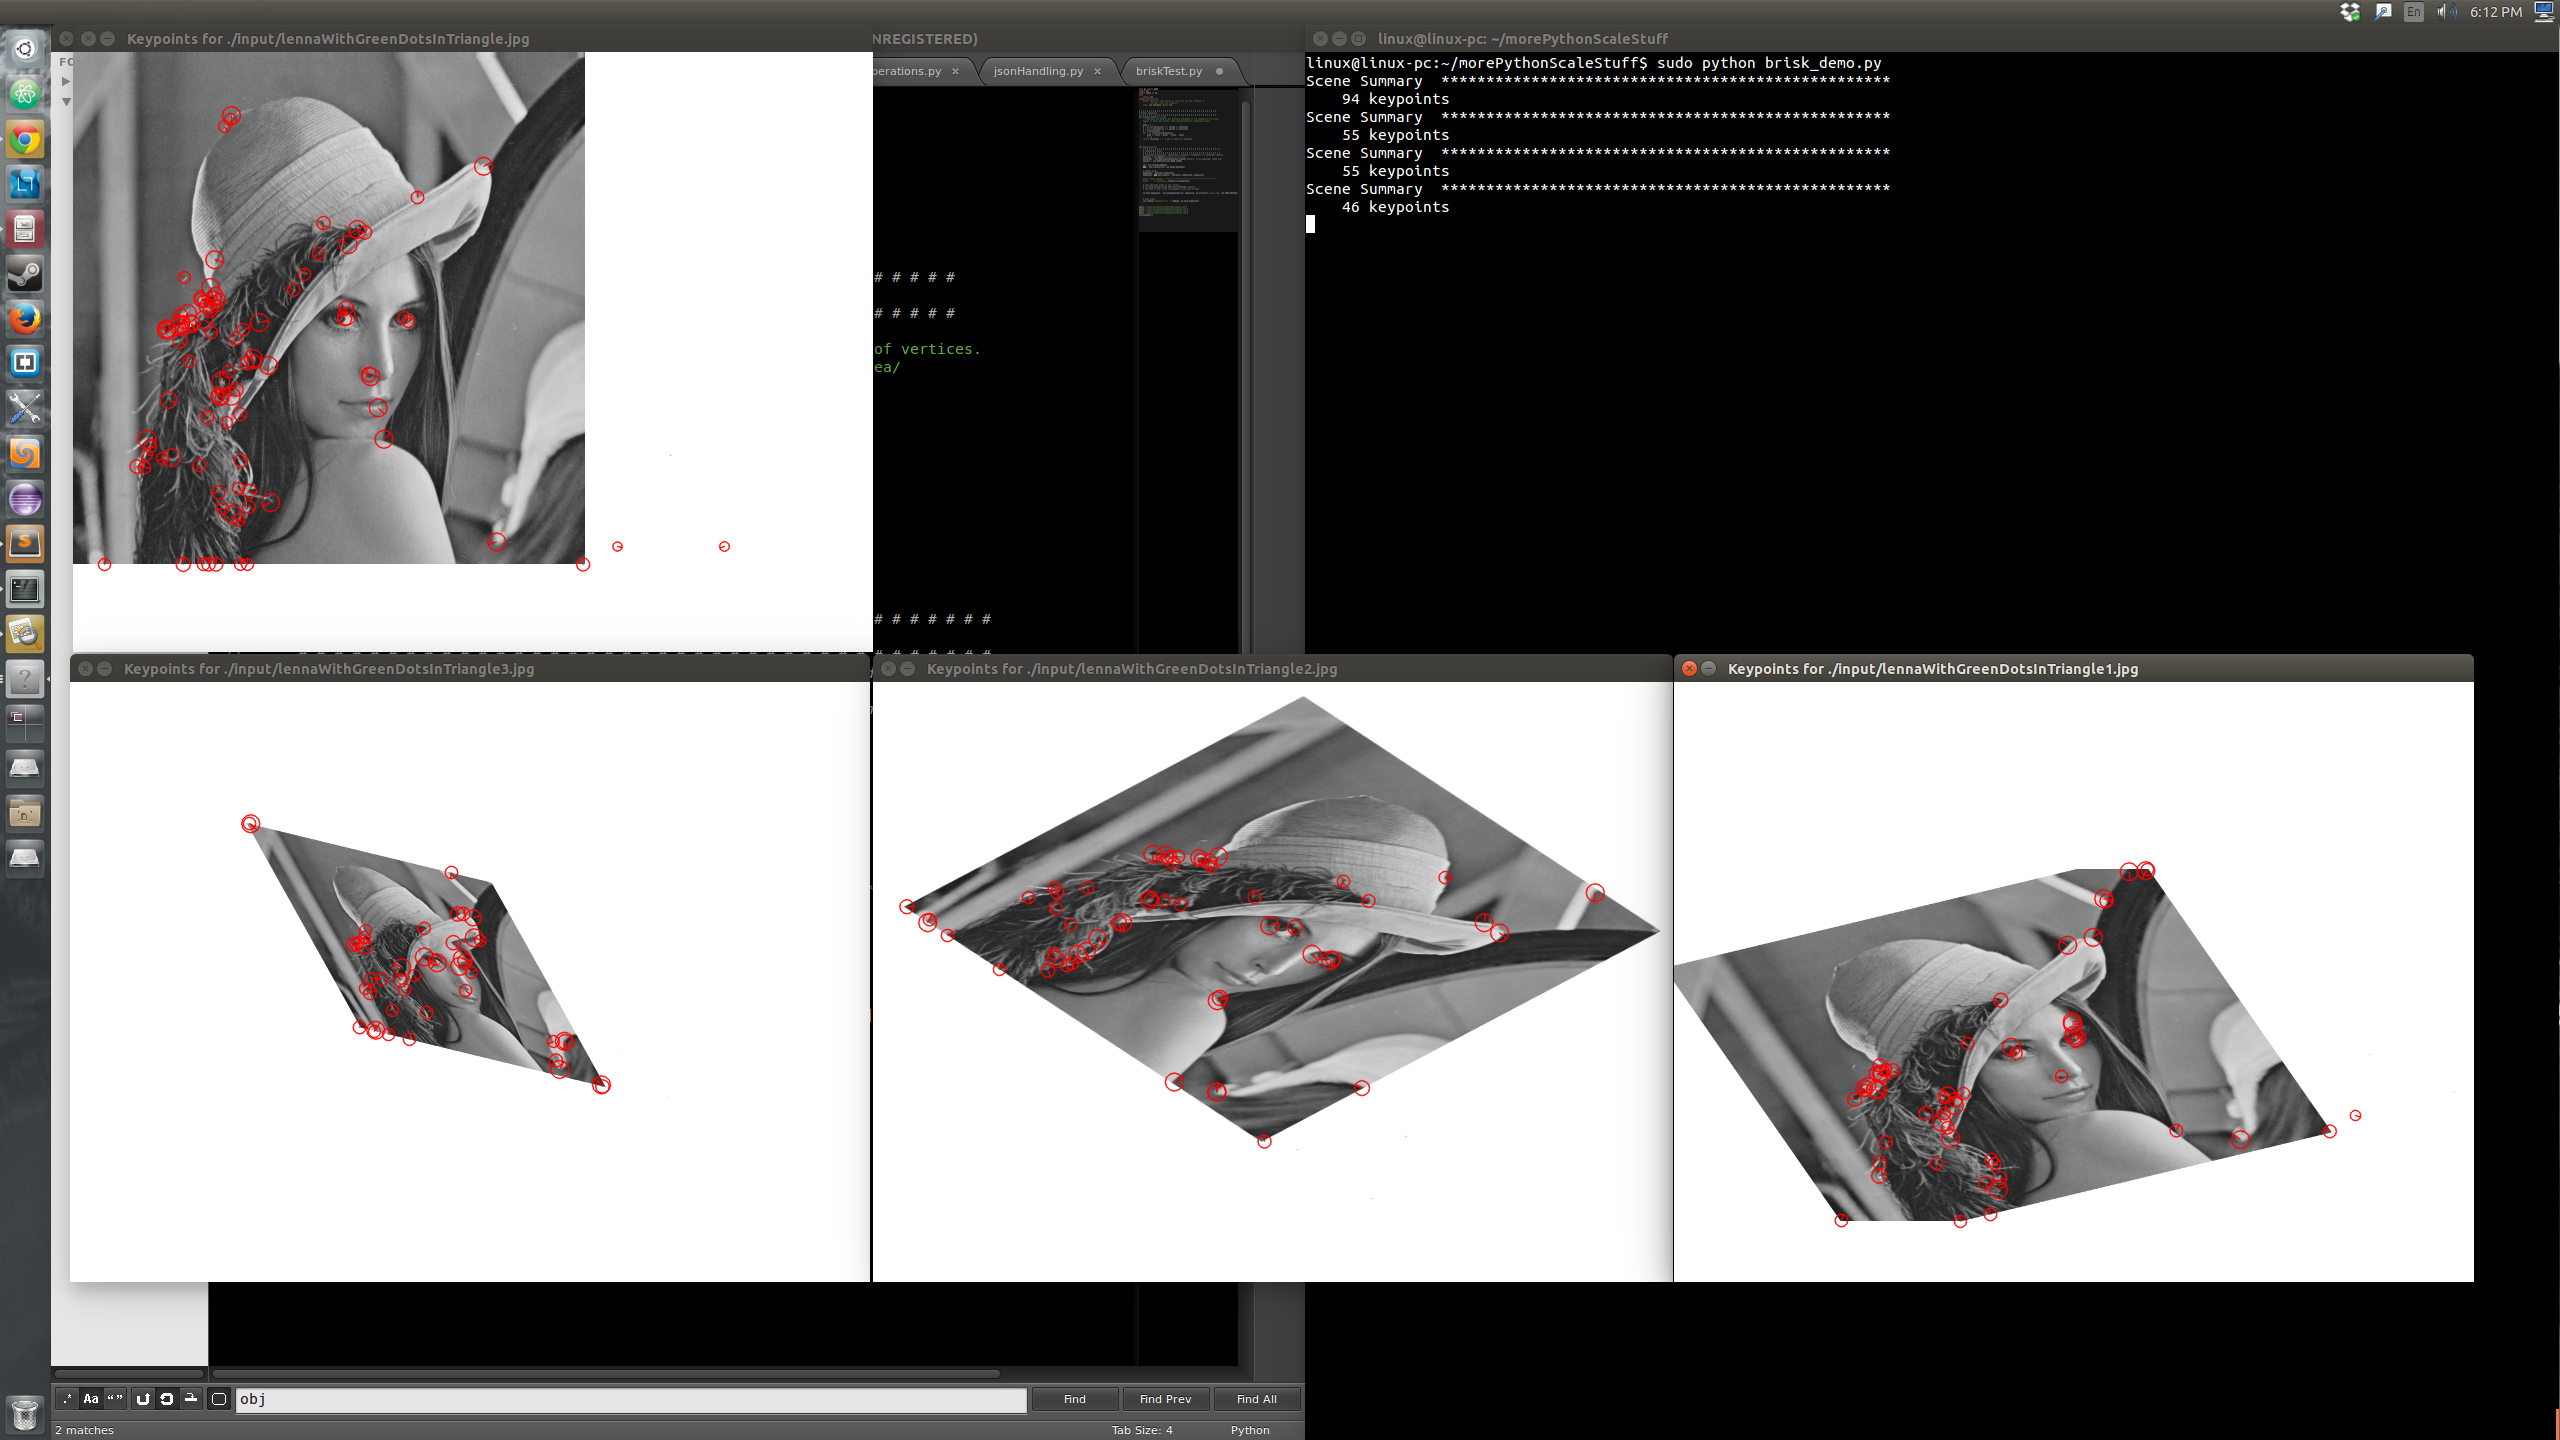 En
6:12 PM
Keypoints for ./input/lennaWithGreenDotsInTriangle.jpg
NREGISTERED)
linux@linux-pc: ~/morePythonScaleStuff
FO
perations.py ×
jsonHandling.py ×
briskTest.py
linux@linux-pc:~/morePythonScaleStuff$ sudo python brisk_demo.py
Scene Summary **************************************************
94 keypoints
Scene Summary **************************************************
55 keypoints
Scene Summary **************************************************
55 keypoints
Scene Summary **************************************************
46 keypoints
# # # # #
# # # # #
of vertices.
ea/
# # # # # # #
# # # # # # #
Keypoints for ./input/lennaWithGreenDotsInTriangle3.jpg
Keypoints for ./input/lennaWithGreenDotsInTriangle2.jpg
Keypoints for ./input/lennaWithGreenDotsInTriangle1.jpg
.* Aa “”
obj
Find
Find Prev
Find All
2 matches
Tab Size: 4
Python